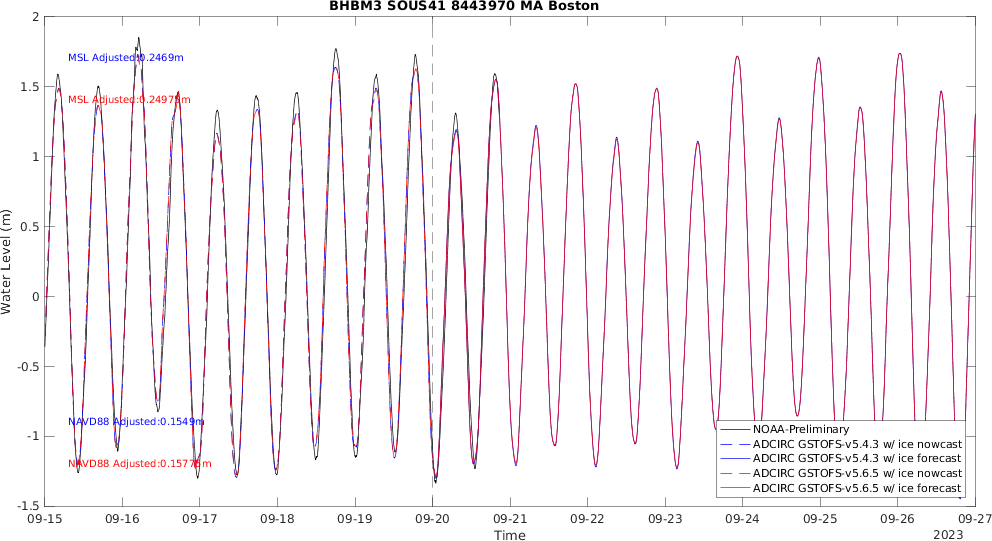 BHBM3 SOUS41 8443970 MA Boston
2
1.5
1
0.5
0
-0.5
-1
-1.5
Water Level (m)
MSL Adjusted:0.2469m
MSL Adjusted:0.24975m
NAVD88 Adjusted:0.1549m
NAVD88 Adjusted:0.15775m
NOAA-Preliminary
ADCIRC GSTOFS-v5.4.3 w/ ice nowcast
ADCIRC GSTOFS-v5.4.3 w/ ice forecast
ADCIRC GSTOFS-v5.6.5 w/ ice nowcast
ADCIRC GSTOFS-v5.6.5 w/ ice forecast
09-15 09-16 09-17 09-18 09-19 09-20 09-21 09-22 09-23 09-24 09-25 09-26 09-27
Time
2023